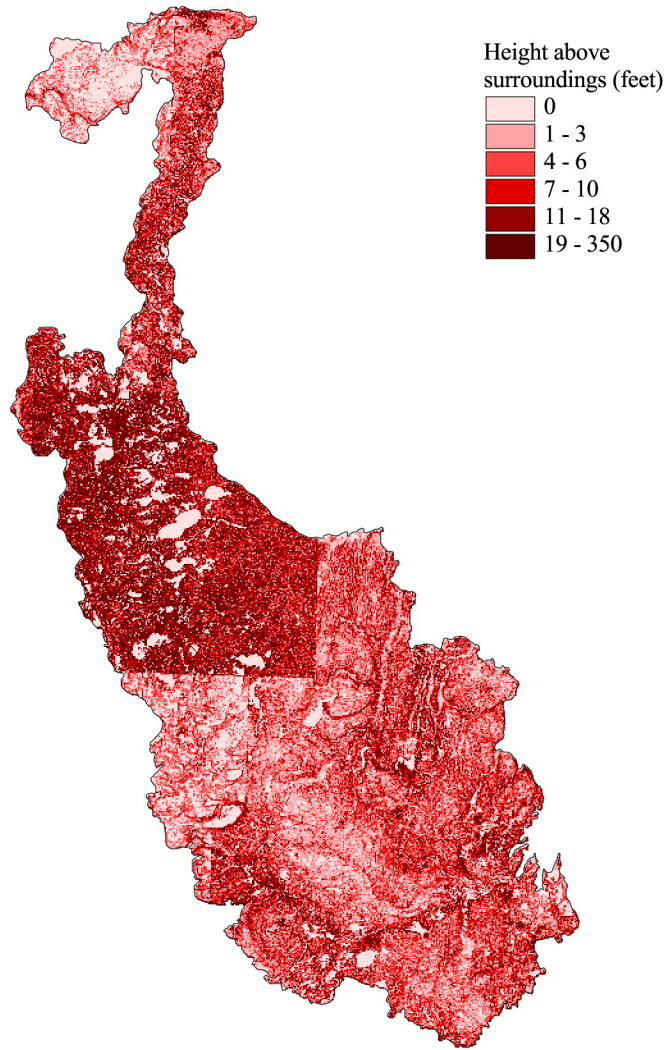 Height above
surroundings (feet)
0
1 - 3
4 - 6
7 - 10
11 - 18
19 - 350